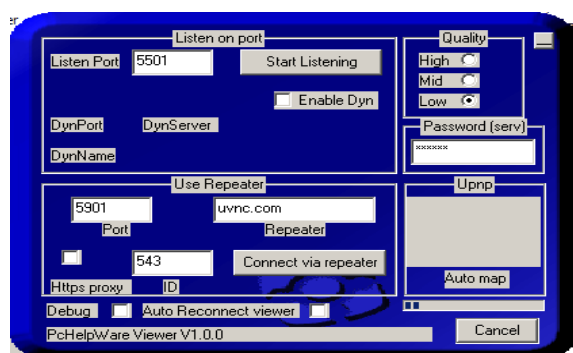 er
Listen on port
Listen Port 5501 Start Listening
Enable Dyn
DynPort DynServer
DynName
Quality
High
Mid
Low
Password (serv)
******
Use Repeater
5901 uvnc.com
Port Repeater
543 Connect via repeater
Https proxy ID
Upnp
Auto map
Debug Auto Reconnect viewer
PcHelpWare Viewer V1.0.0
Cancel